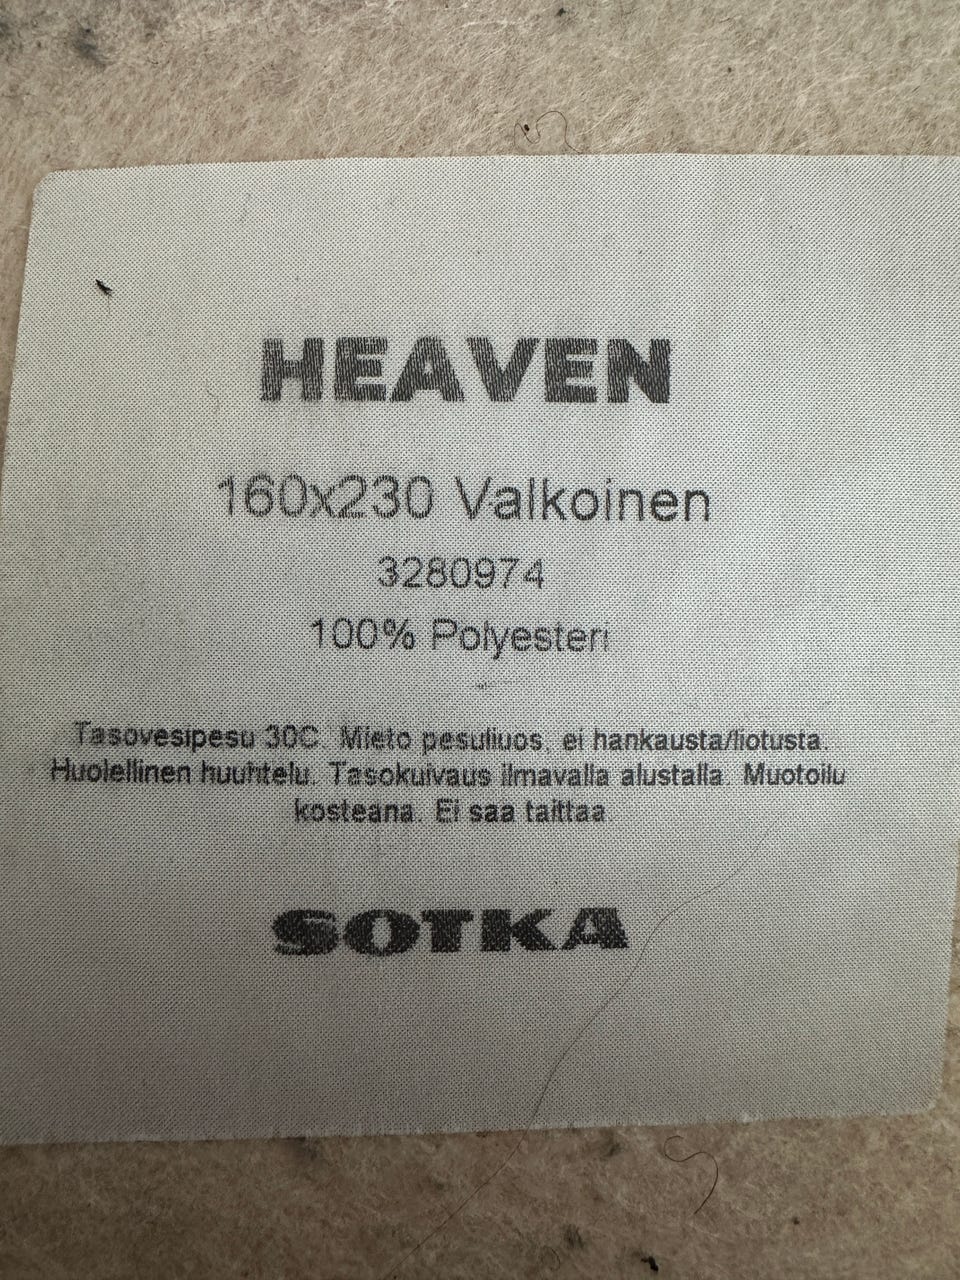 HEAVEN
160x230 Valkoinen
3280974
100% Polyesteri
Tasovesipesu 30C. Mieto pesuliuos, ei hankausta/liotusta.
Huolellinen huuhtelu. Tasokuivaus ilmavalla alustalla. Muotoilu
kosteana. Ei saa taittaa
SOTKA